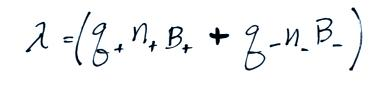 λ = (q₊ n₊ B₊ + q₋ n₋ B₋)